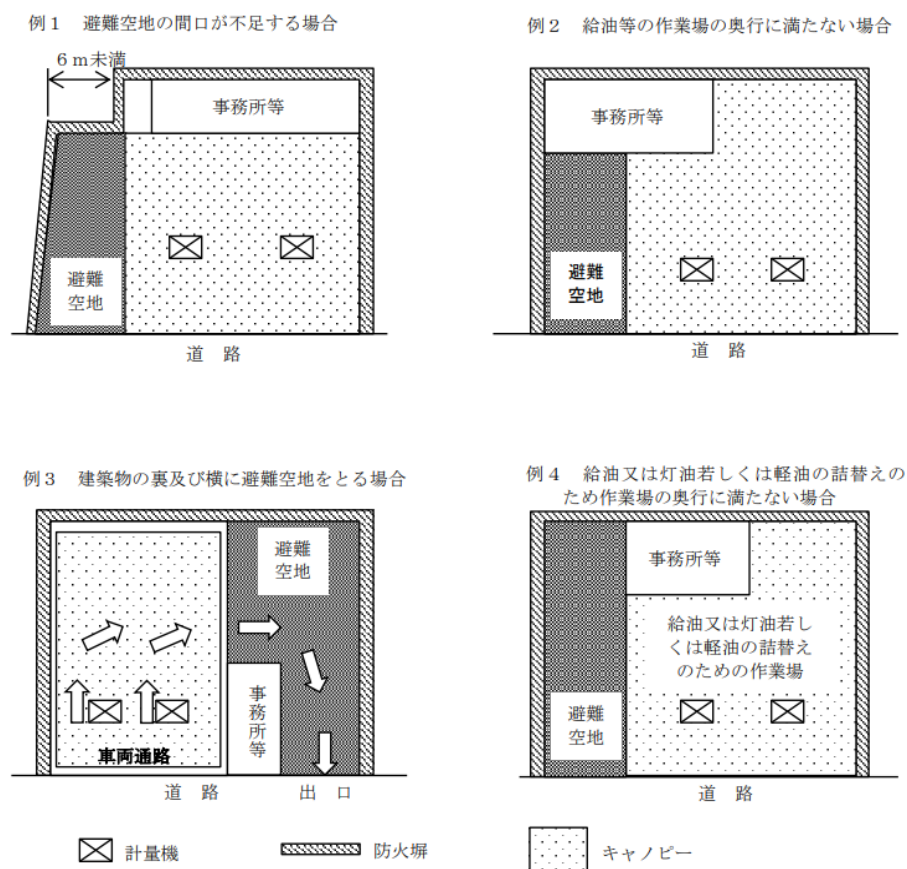 例１　避難空地の間口が不足する場合
６ｍ未満
事務所等
避難
空地
道　路
例２　給油等の作業場の奥行に満たない場合
事務所等
避難
空地
道　路
例３　建築物の裏及び横に避難空地をとる場合
避難
空地
事務所等
車両通路
道　路
出　口
例４　給油又は灯油若しくは軽油の詰替えの
ため作業場の奥行に満たない場合
事務所等
給油又は灯油若し
くは軽油の詰替え
のための作業場
避難
空地
道　路
計量機
防火塀
キャノピー